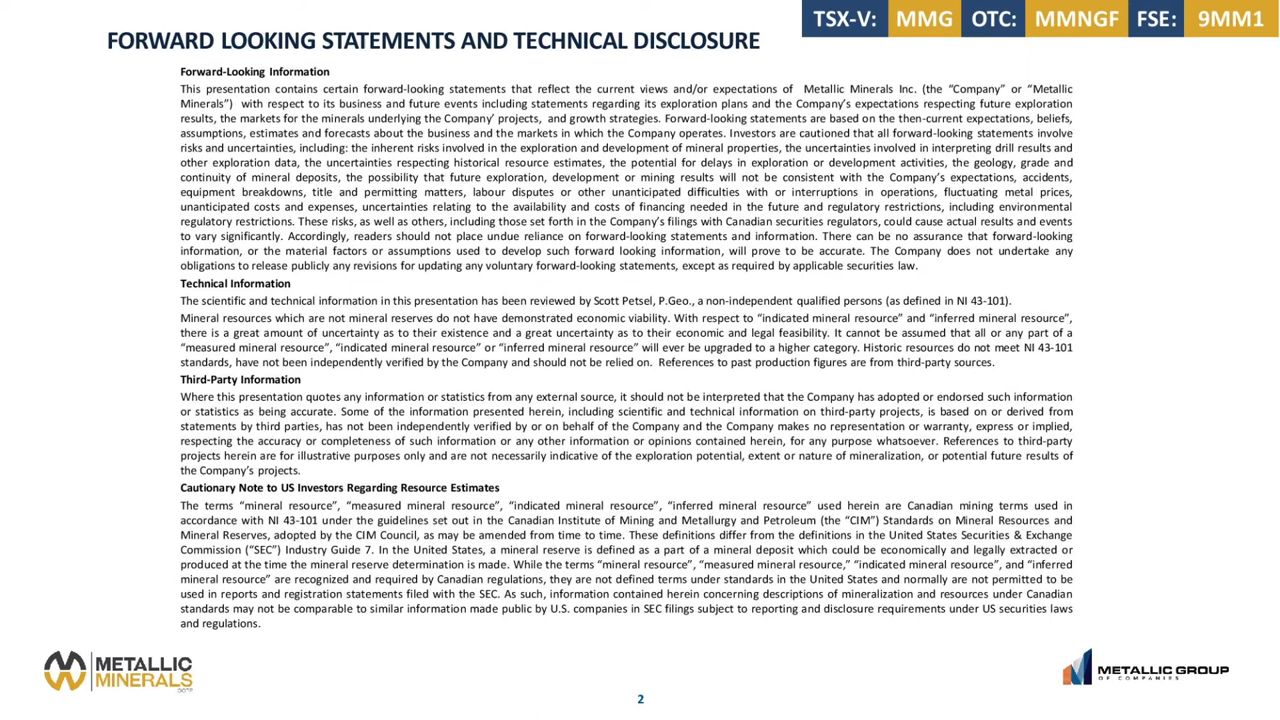 TSX-V: MMG OTC: MMNGF FSE: 9MM1
FORWARD LOOKING STATEMENTS AND TECHNICAL DISCLOSURE
Forward-Looking Information
This presentation contains certain forward-looking statements that reflect the current views and/or expectations of Metallic Minerals Inc. (the “Company” or “Metallic
Minerals”) with respect to its business and future events including statements regarding its exploration plans and the Company’s expectations respecting future exploration
results, the markets for the minerals underlying the Company’ projects, and growth strategies. Forward-looking statements are based on the then-current expectations, beliefs,
assumptions, estimates and forecasts about the business and the markets in which the Company operates. Investors are cautioned that all forward-looking statements involve
risks and uncertainties, including: the inherent risks involved in the exploration and development of mineral properties, the uncertainties involved in interpreting drill results and
other exploration data, the uncertainties respecting historical resource estimates, the potential for delays in exploration or development activities, the geology, grade and
continuity of mineral deposits, the possibility that future exploration, development or mining results will not be consistent with the Company’s expectations, accidents,
equipment breakdowns, title and permitting matters, labour disputes or other unanticipated difficulties with or interruptions in operations, fluctuating metal prices,
unanticipated costs and expenses, uncertainties relating to the availability and costs of financing needed in the future and regulatory restrictions, including environmental
regulatory restrictions. These risks, as well as others, including those set forth in the Company’s filings with Canadian securities regulators, could cause actual results and events
to vary significantly. Accordingly, readers should not place undue reliance on forward-looking statements and information. There can be no assurance that forward-looking
information, or the material factors or assumptions used to develop such forward looking information, will prove to be accurate. The Company does not undertake any
obligations to release publicly any revisions for updating any voluntary forward-looking statements, except as required by applicable securities law.
Technical Information
The scientific and technical information in this presentation has been reviewed by Scott Petsel, P.Geo., a non-independent qualified persons (as defined in NI 43-101).
Mineral resources which are not mineral reserves do not have demonstrated economic viability. With respect to “indicated mineral resource” and “inferred mineral resource”,
there is a great amount of uncertainty as to their existence and a great uncertainty as to their economic and legal feasibility. It cannot be assumed that all or any part of a
“measured mineral resource”, “indicated mineral resource” or “inferred mineral resource” will ever be upgraded to a higher category. Historic resources do not meet NI 43-101
standards, have not been independently verified by the Company and should not be relied on. References to past production figures are from third-party sources.
Third-Party Information
Where this presentation quotes any information or statistics from any external source, it should not be interpreted that the Company has adopted or endorsed such information
or statistics as being accurate. Some of the information presented herein, including scientific and technical information on third-party projects, is based on or derived from
statements by third parties, has not been independently verified by or on behalf of the Company and the Company makes no representation or warranty, express or implied,
respecting the accuracy or completeness of such information or any other information or opinions contained herein, for any purpose whatsoever. References to third-party
projects herein are for illustrative purposes only and are not necessarily indicative of the exploration potential, extent or nature of mineralization, or potential future results of
the Company’s projects.
Cautionary Note to US Investors Regarding Resource Estimates
The terms “mineral resource”, “measured mineral resource”, “indicated mineral resource”, “inferred mineral resource” used herein are Canadian mining terms used in
accordance with NI 43-101 under the guidelines set out in the Canadian Institute of Mining and Metallurgy and Petroleum (the “CIM”) Standards on Mineral Resources and
Mineral Reserves, adopted by the CIM Council, as may be amended from time to time. These definitions differ from the definitions in the United States Securities & Exchange
Commission (“SEC”) Industry Guide 7. In the United States, a mineral reserve is defined as a part of a mineral deposit which could be economically and legally extracted or
produced at the time the mineral reserve determination is made. While the terms “mineral resource”, “measured mineral resource,” “indicated mineral resource”, and “inferred
mineral resource” are recognized and required by Canadian regulations, they are not defined terms under standards in the United States and normally are not permitted to be
used in reports and registration statements filed with the SEC. As such, information contained herein concerning descriptions of mineralization and resources under Canadian
standards may not be comparable to similar information made public by U.S. companies in SEC filings subject to reporting and disclosure requirements under US securities laws
and regulations.
METALLIC
MINERALS
CORP
METALLIC GROUP
OF COMPANIES
2